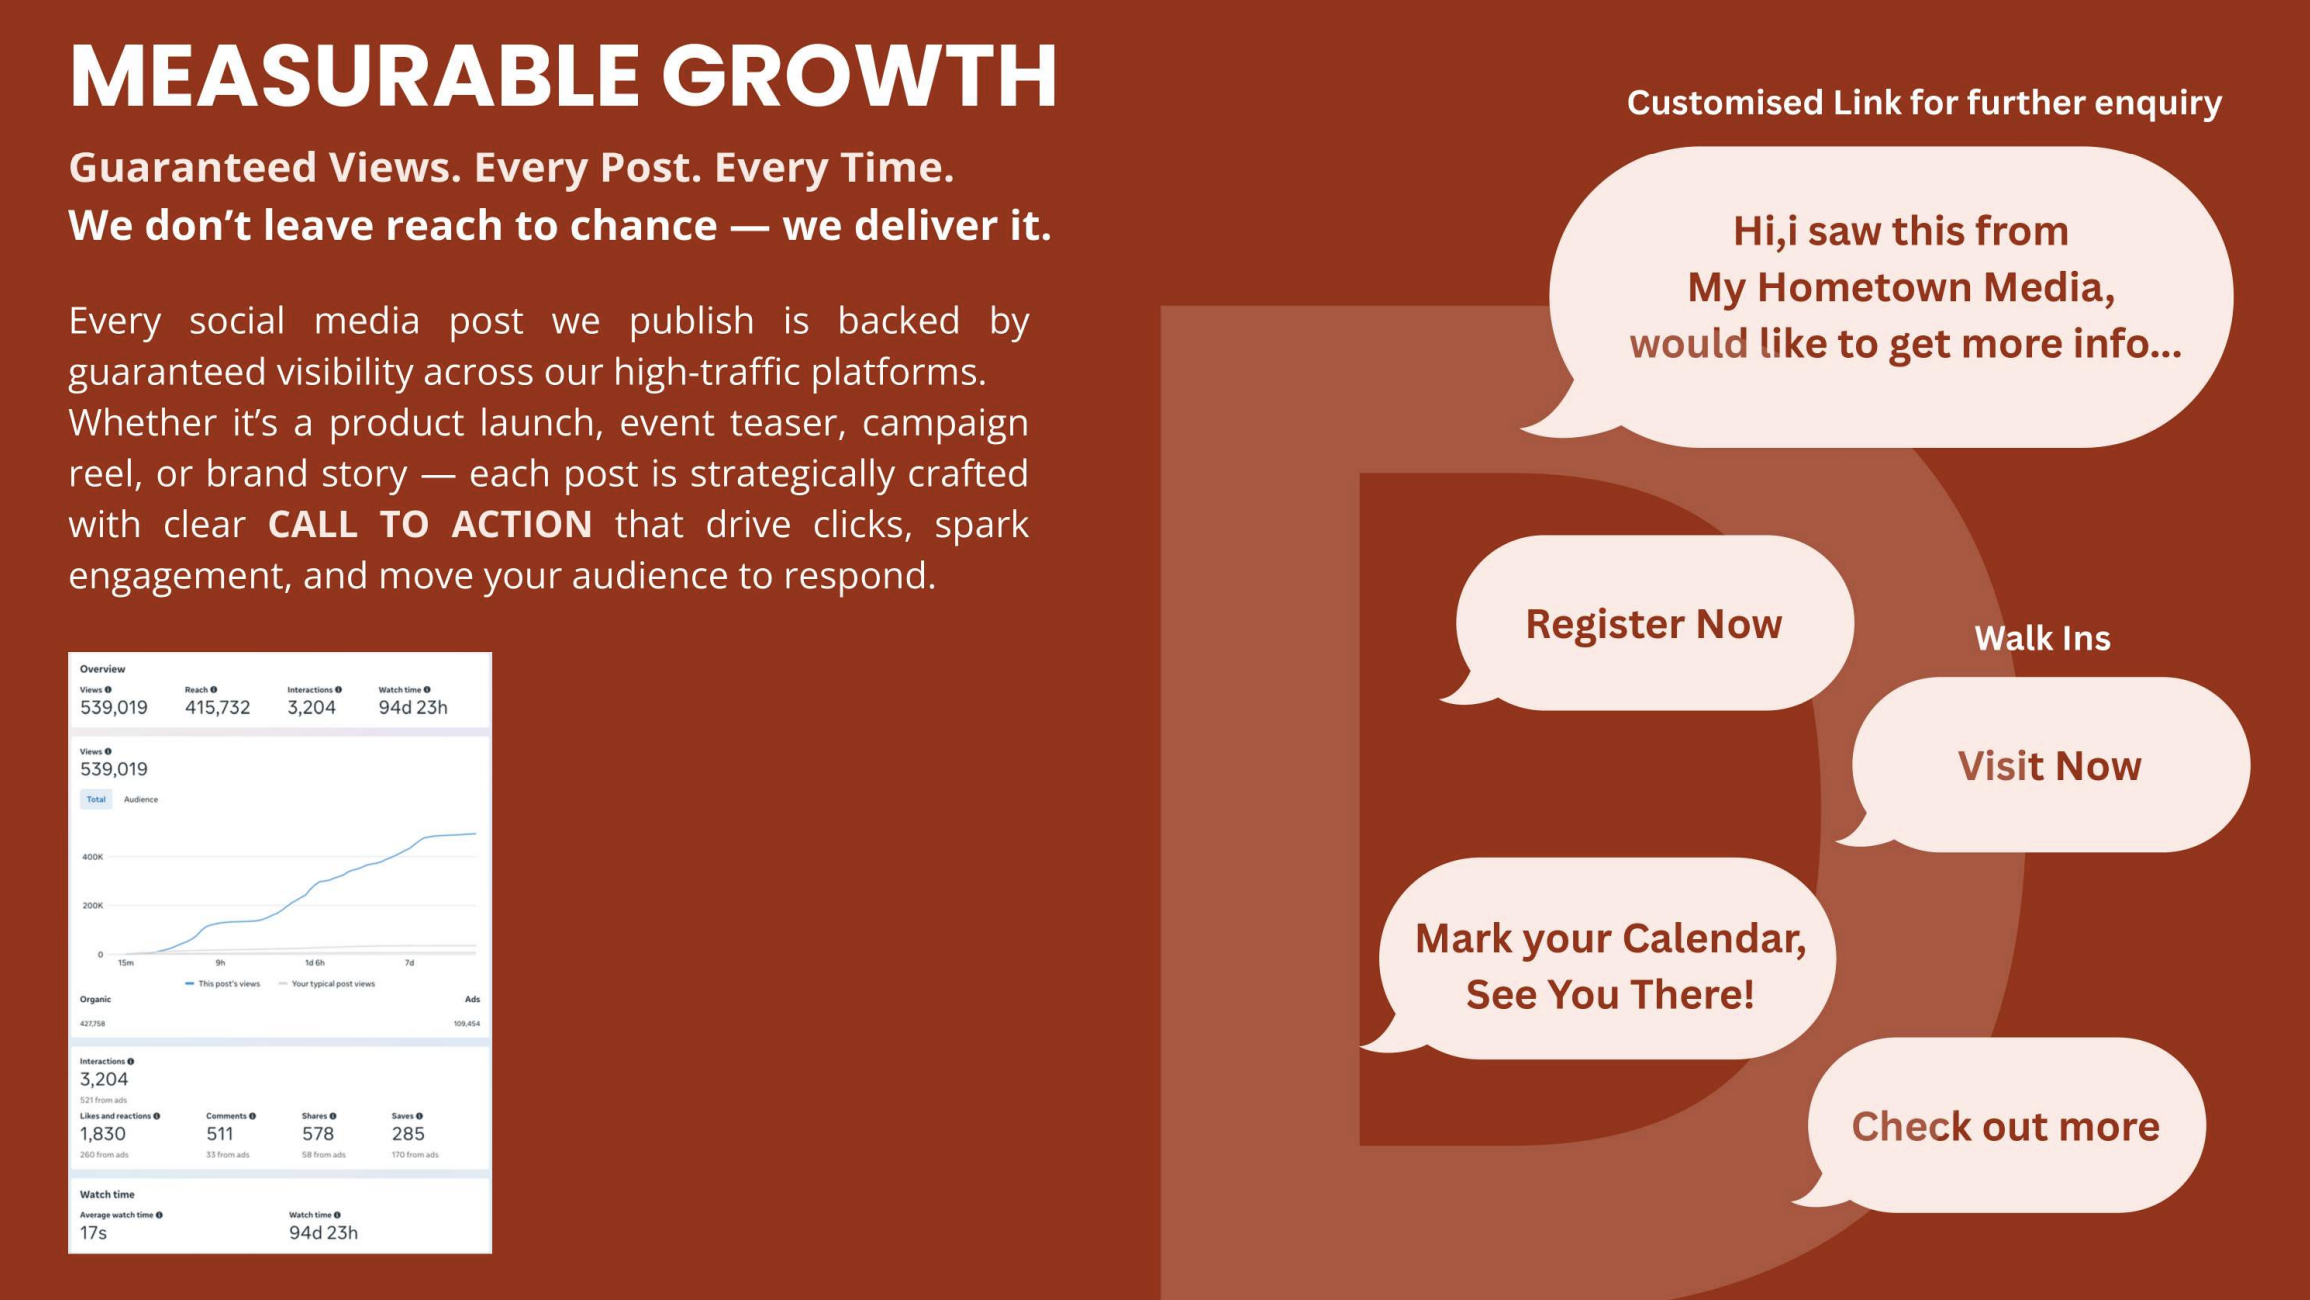 MEASURABLE GROWTH
Guaranteed Views. Every Post. Every Time.
We don’t leave reach to chance — we deliver it.
Every social media post we publish is backed by
guaranteed visibility across our high-traffic platforms.
Whether it’s a product launch, event teaser, campaign
reel, or brand story — each post is strategically crafted
with clear CALL TO ACTION that drive clicks, spark
engagement, and move your audience to respond.
Overview
Views Reach Interactions Watch time
539,019 415,732 3,204 94d 23h
Views
539,019
Total Audience
400K
200K
0
15m 9h 1d 6h 7d
This post's views Your typical post views
Organic Ads
427,758 109,454
Interactions
3,204
521 from ads
Likes and reactions Comments Shares Saves
1,830 511 578 285
260 from ads 33 from ads 58 from ads 170 from ads
Watch time
Average watch time Watch time
17s 94d 23h
Customised Link for further enquiry
Hi,i saw this from
My Hometown Media,
would like to get more info...
Register Now
Walk Ins
Visit Now
Mark your Calendar,
See You There!
Check out more